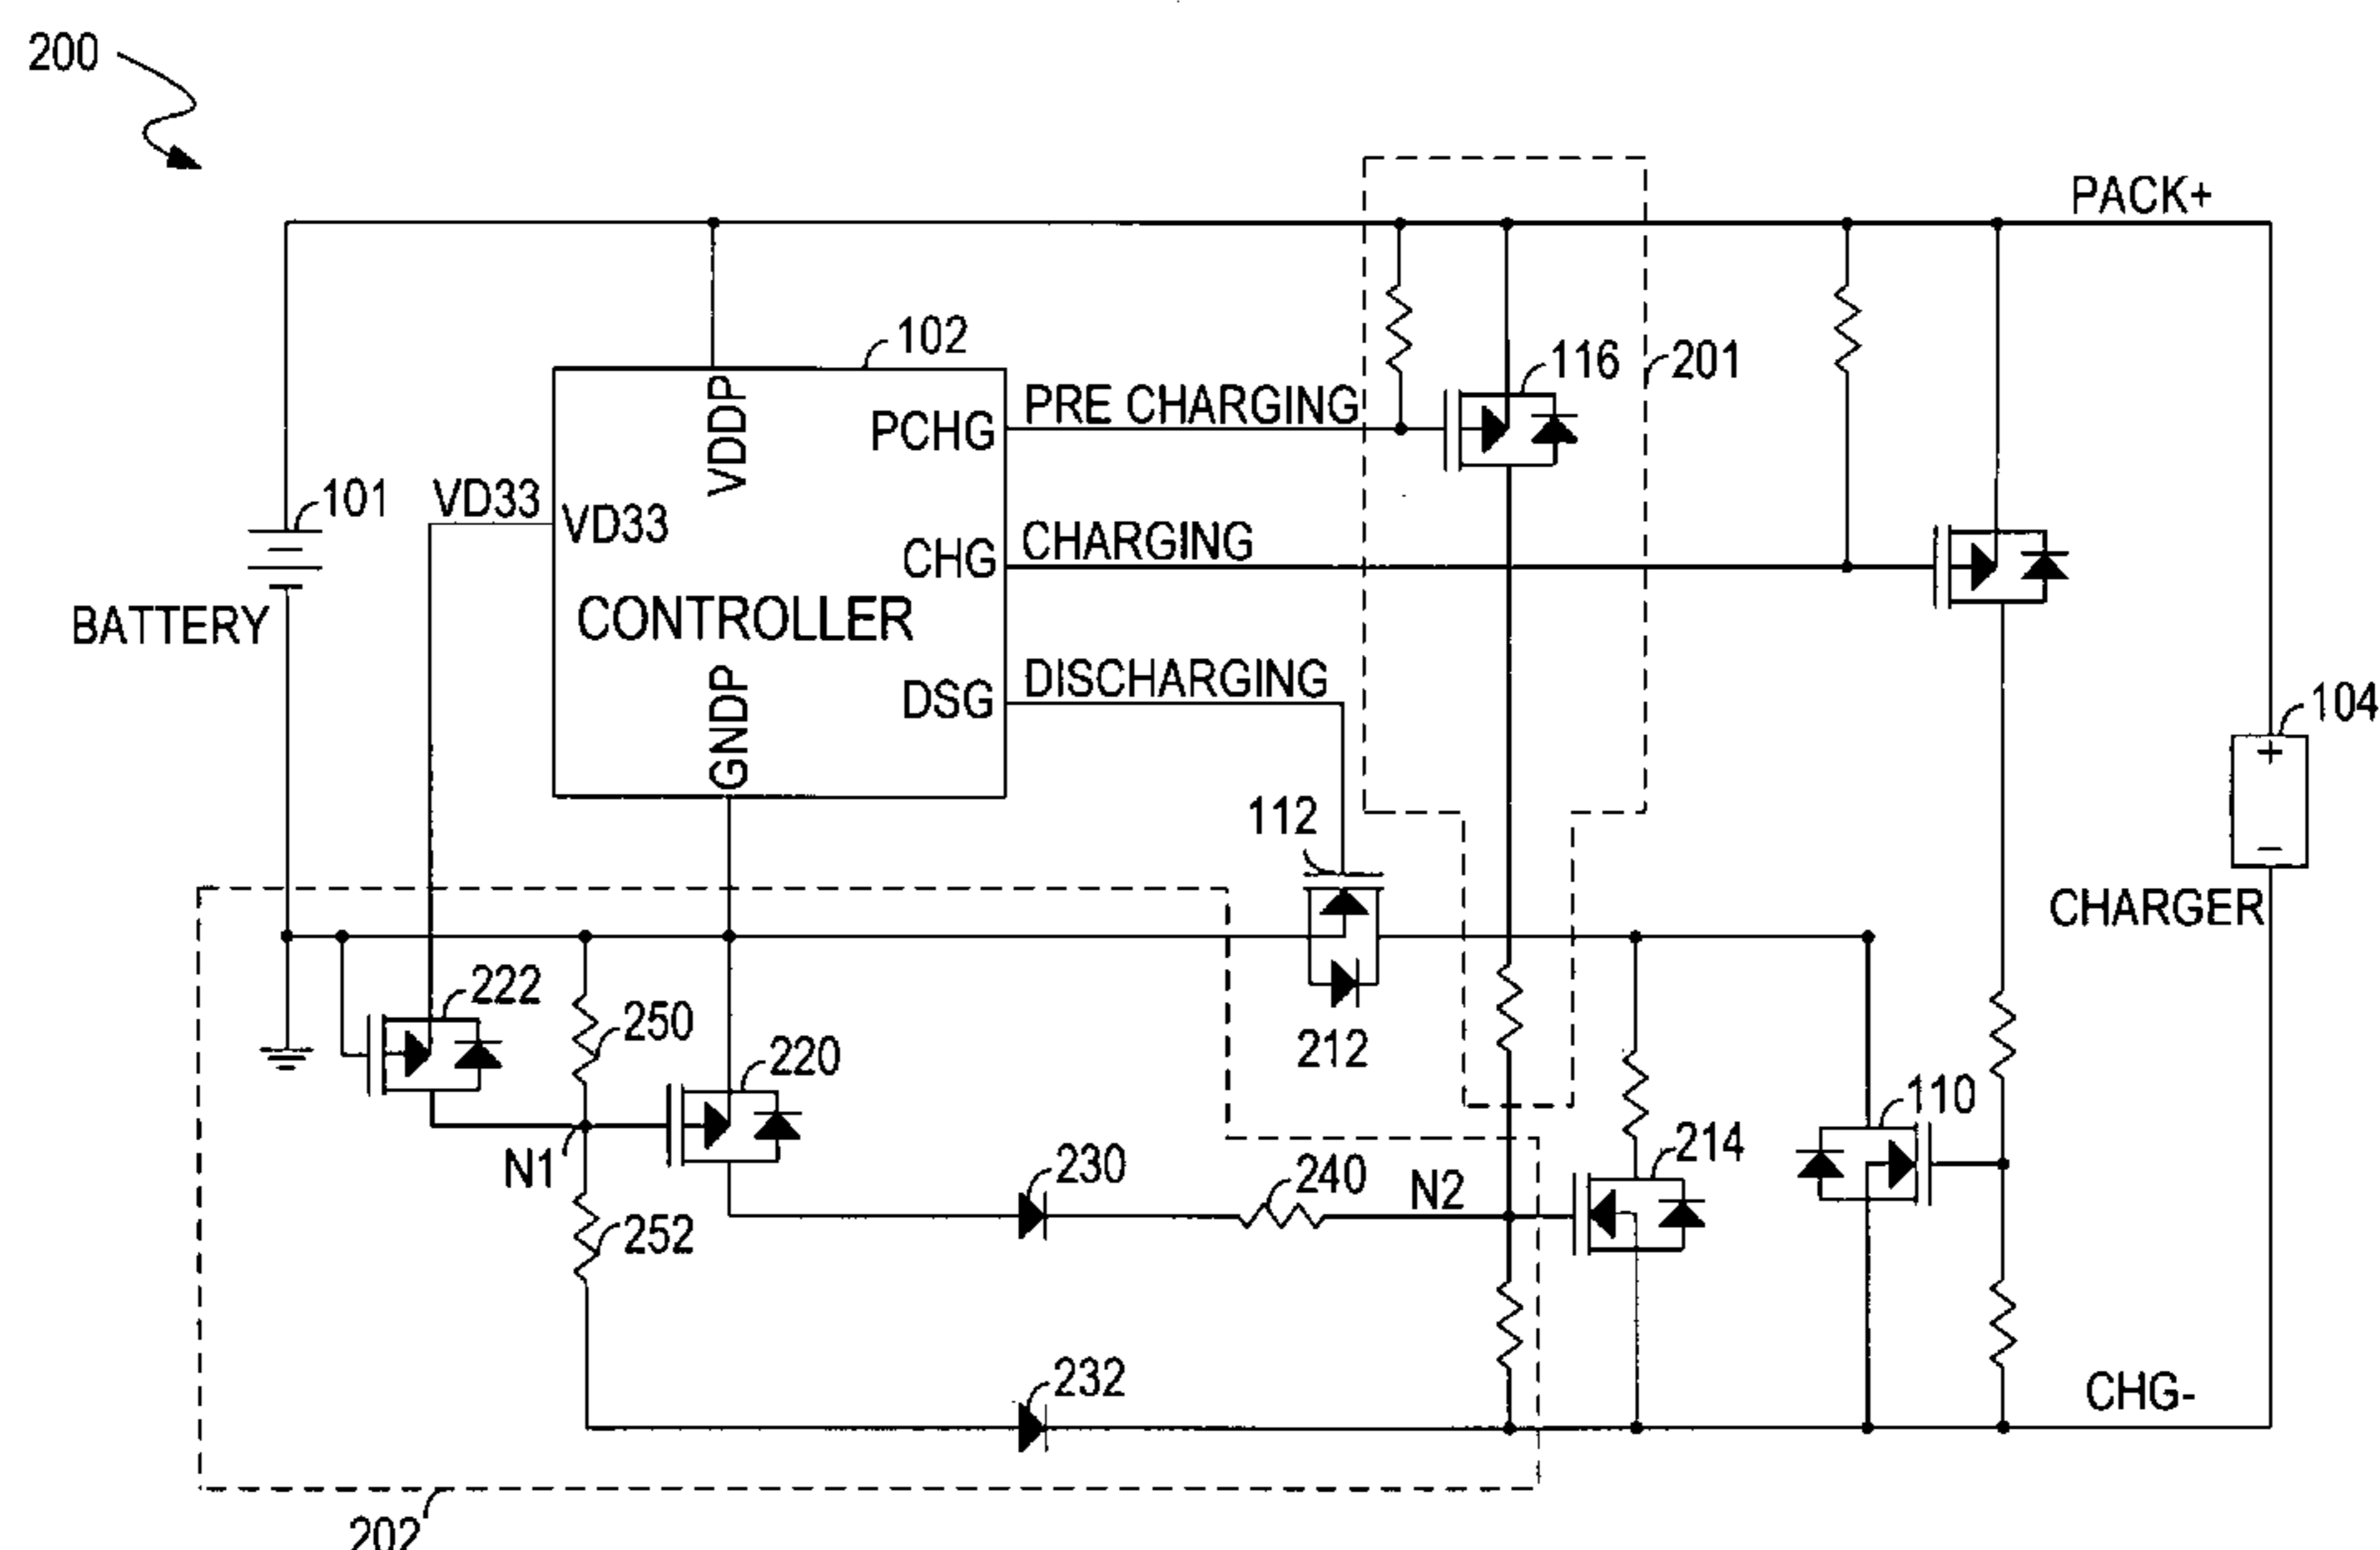 200
PACK+
102
116
201
VDDP
PCHG
PRE CHARGING
101
VD33
VD33
CHG
CHARGING
BATTERY
CONTROLLER
GNDP
DSG
DISCHARGING
104
+
-
CHARGER
112
222
250
212
220
110
N1
230
240
N2
214
252
232
CHG-
202